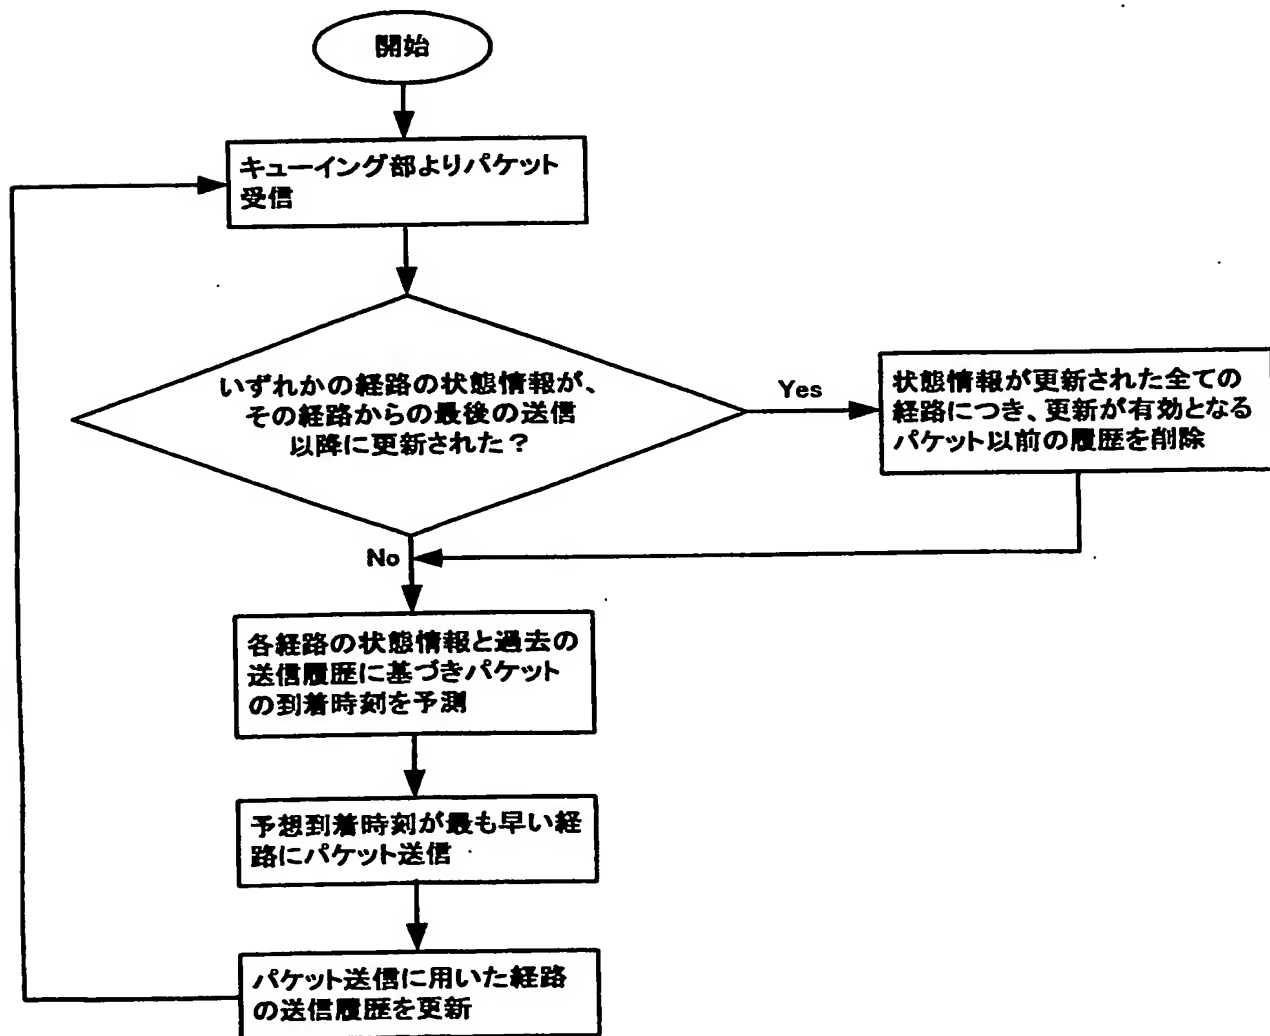 開始
キューイング部よりパケット
受信
いずれかの経路の状態情報が、
その経路からの最後の送信
以降に更新された？
Yes
状態情報が更新された全ての
経路につき、更新が有効となる
パケット以前の履歴を削除
No
各経路の状態情報と過去の
送信履歴に基づきパケット
の到着時刻を予測
予想到着時刻が最も早い経
路にパケット送信
パケット送信に用いた経路
の送信履歴を更新